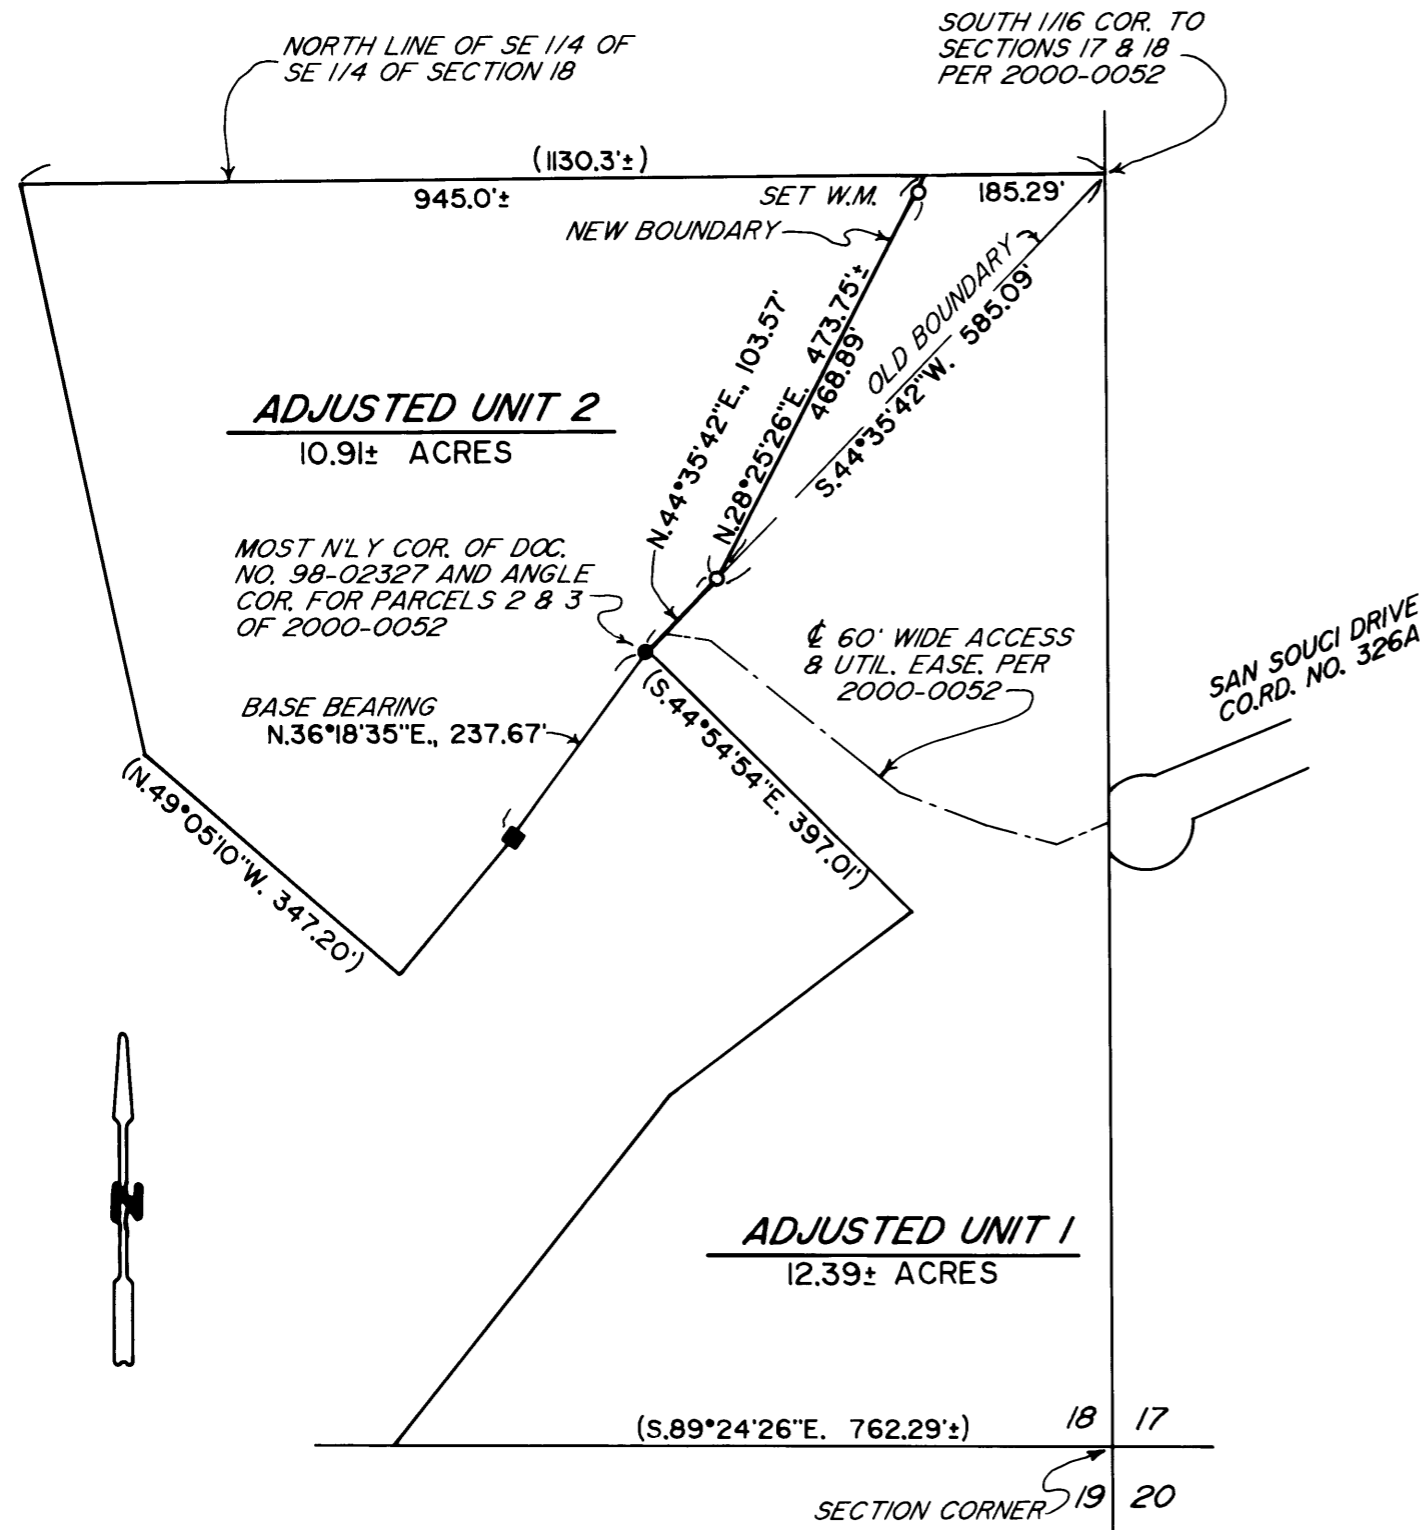 SOUTH 1/16 COR. TO
SECTIONS 17 & 18
PER 2000-0052
NORTH LINE OF SE 1/4 OF
SE 1/4 OF SECTION 18
(1130.3'±)
945.0'±
SET W.M.
185.29'
NEW BOUNDARY
OLD BOUNDARY
S.44°35'42"W. 585.09'
N.28°25'26"E. 473.75'±
468.89'
N.44°35'42"E., 103.57'
ADJUSTED UNIT 2
10.91± ACRES
MOST N'LY COR. OF DOC.
NO. 98-02327 AND ANGLE
COR. FOR PARCELS 2 & 3
OF 2000-0052
℄ 60' WIDE ACCESS
& UTIL. EASE. PER
2000-0052
SAN SOUCI DRIVE
CO.RD. NO. 326A
BASE BEARING
N.36°18'35"E., 237.67'
(S.44°54'54"E. 397.01')
(N.49°05'10"W. 347.20')
N
ADJUSTED UNIT 1
12.39± ACRES
(S.89°24'26"E. 762.29'±)
18 17
19 20
SECTION CORNER